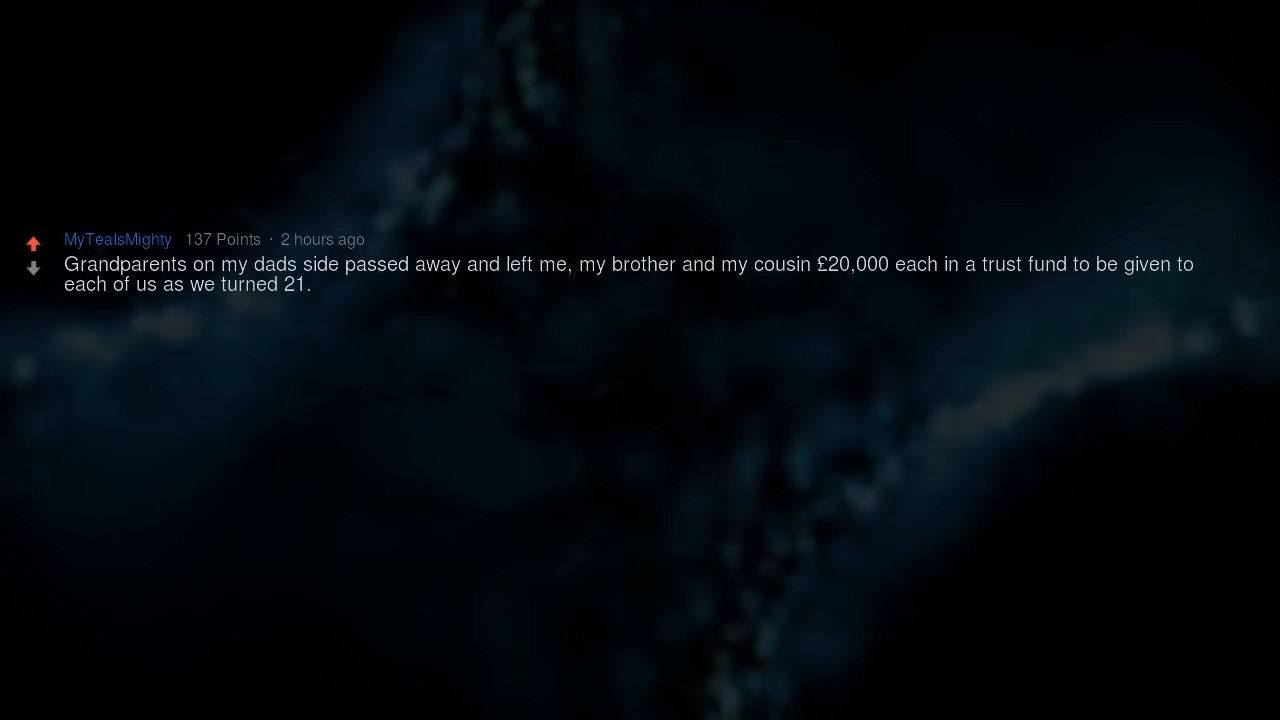 MyTeaIsMighty 137 Points · 2 hours ago
Grandparents on my dads side passed away and left me, my brother and my cousin £20,000 each in a trust fund to be given to
each of us as we turned 21.